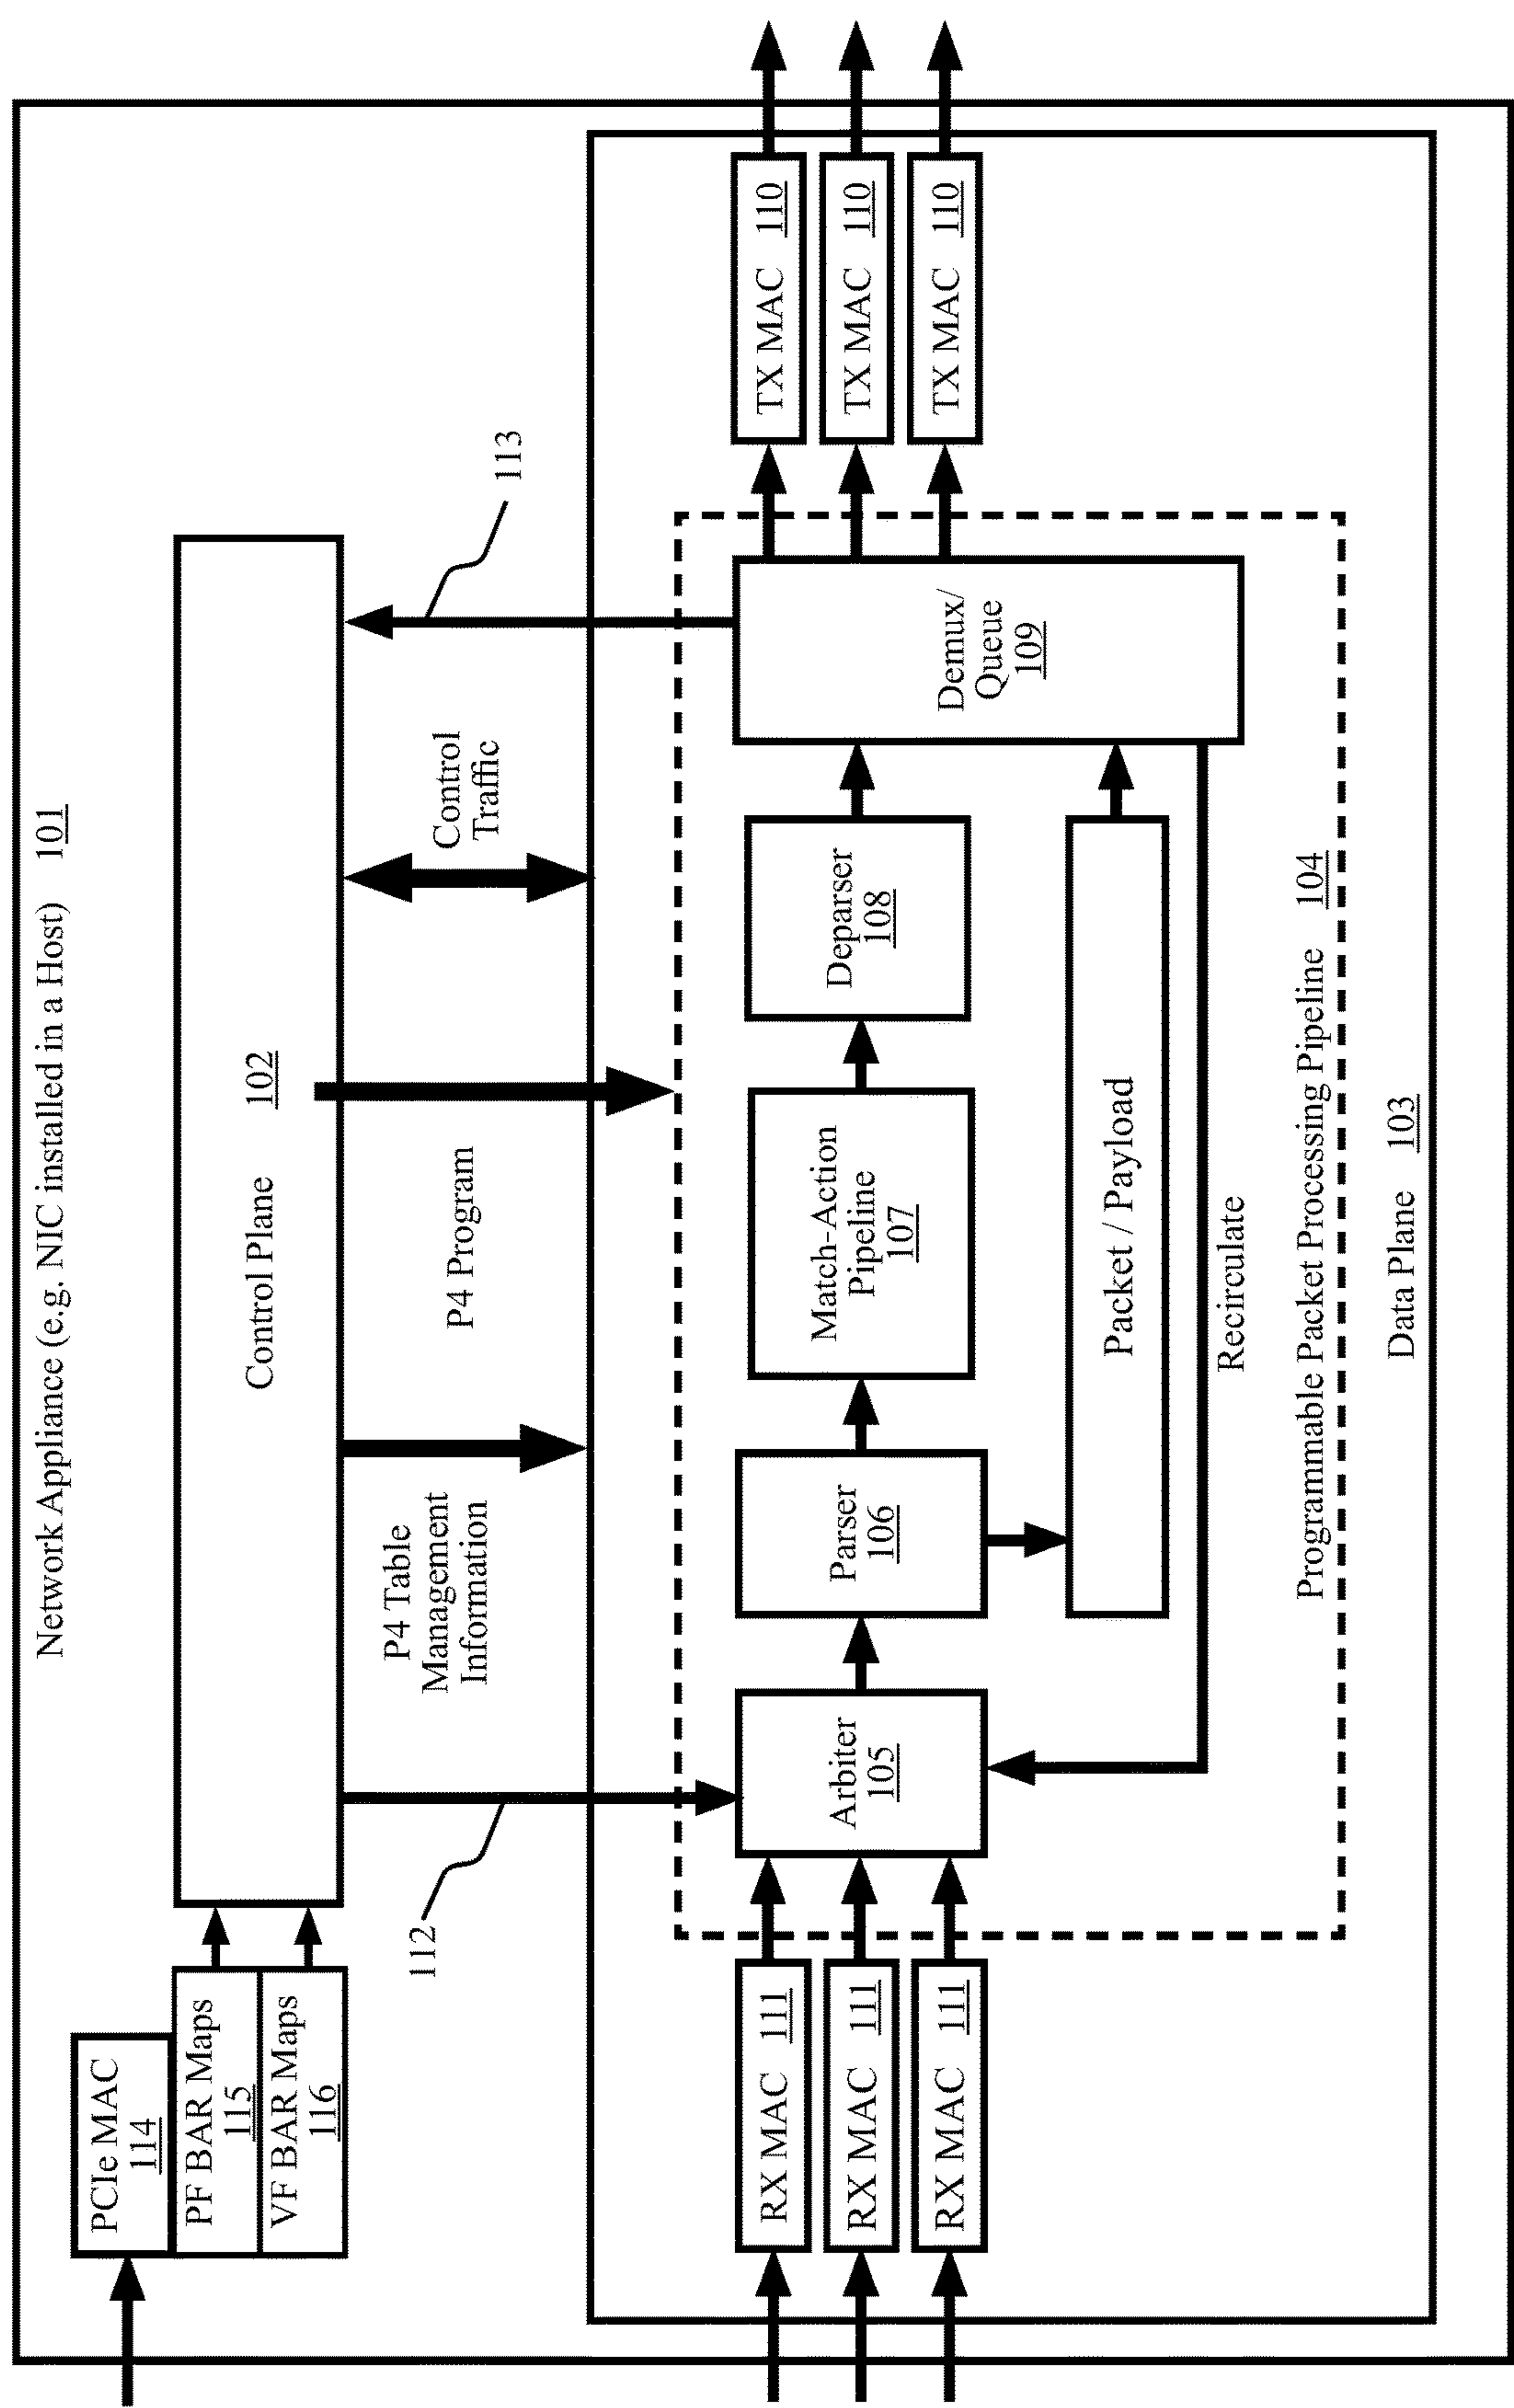 Network Appliance (e.g. NIC installed in a Host) 101
PCIe MAC
114
PF BAR Maps
115
VF BAR Maps
116
Control Plane 102
112
P4 Table
Management
Information
P4 Program
Control
Traffic
113
RX MAC 111
RX MAC 111
RX MAC 111
Arbiter
105
Parser
106
Match-Action
Pipeline
107
Deparser
108
Demux/
Queue
109
TX MAC 110
TX MAC 110
TX MAC 110
Packet / Payload
Recirculate
Programmable Packet Processing Pipeline 104
Data Plane 103